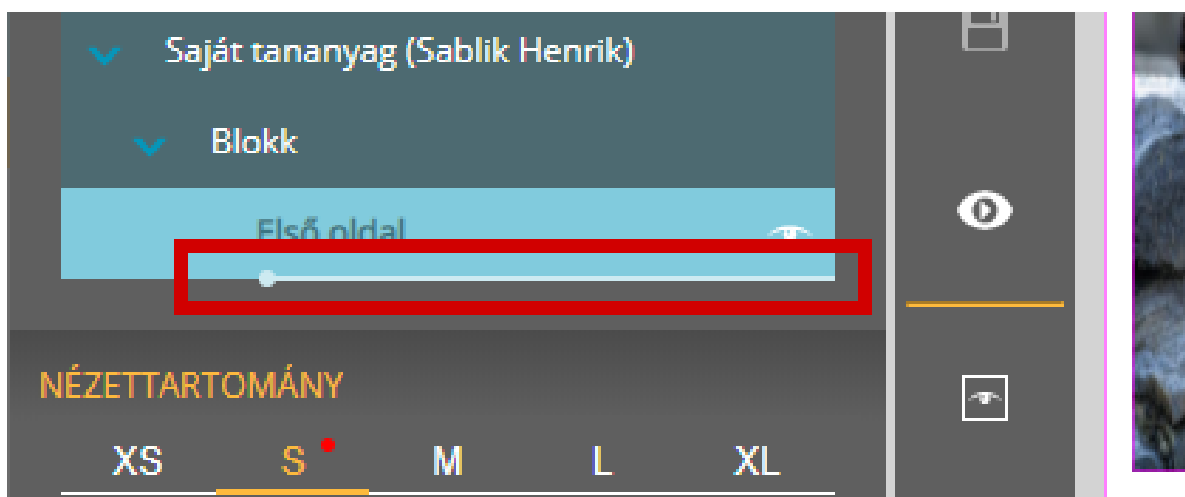 Saját tananyag (Sablik Henrik)
Blokk
Első oldal
NÉZETTARTOMÁNY
XS S M L XL